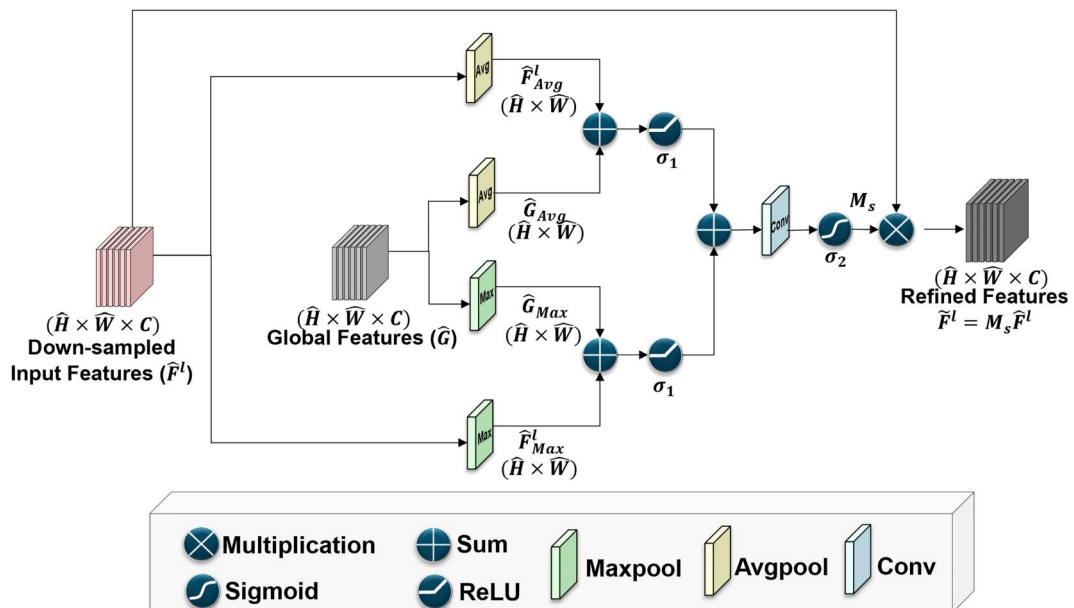 Avg
F̂ˡ_Avg
(Ĥ × Ŵ)
σ₁
Avg
Ĝ_Avg
(Ĥ × Ŵ)
Conv
M_s
σ₂
(Ĥ × Ŵ × C)
Down-sampled
Input Features (F̂ˡ)
(Ĥ × Ŵ × C)
Global Features (Ĝ)
Max
Ĝ_Max
(Ĥ × Ŵ)
σ₁
Max
F̂ˡ_Max
(Ĥ × Ŵ)
(Ĥ × Ŵ × C)
Refined Features
F̃ˡ = M_s F̂ˡ
Multiplication
Sum
Maxpool
Avgpool
Conv
Sigmoid
ReLU